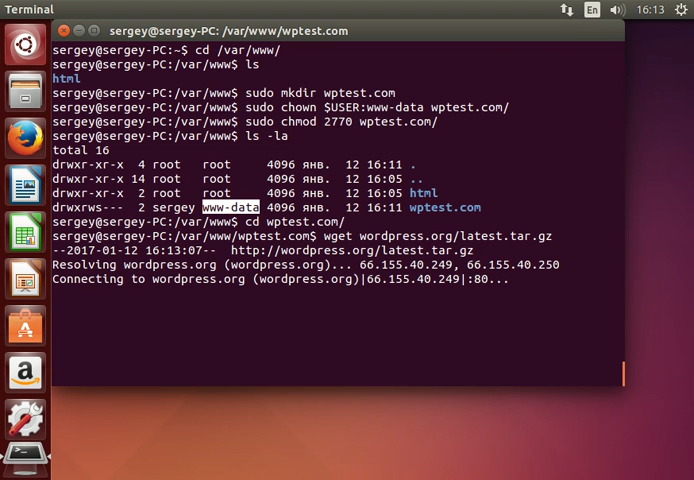 Terminal
En
16:13
sergey@sergey-PC: /var/www/wptest.com
sergey@sergey-PC:~$ cd /var/www/
sergey@sergey-PC:/var/www$ ls
html
sergey@sergey-PC:/var/www$ sudo mkdir wptest.com
sergey@sergey-PC:/var/www$ sudo chown $USER:www-data wptest.com/
sergey@sergey-PC:/var/www$ sudo chmod 2770 wptest.com/
sergey@sergey-PC:/var/www$ ls -la
total 16
drwxr-xr-x  4 root   root     4096 янв.  12 16:11 .
drwxr-xr-x 14 root   root     4096 янв.  12 16:05 ..
drwxr-xr-x  2 root   root     4096 янв.  12 16:05 html
drwxrws---  2 sergey www-data 4096 янв.  12 16:11 wptest.com
sergey@sergey-PC:/var/www$ cd wptest.com/
sergey@sergey-PC:/var/www/wptest.com$ wget wordpress.org/latest.tar.gz
--2017-01-12 16:13:07--  http://wordpress.org/latest.tar.gz
Resolving wordpress.org (wordpress.org)... 66.155.40.249, 66.155.40.250
Connecting to wordpress.org (wordpress.org)|66.155.40.249|:80...